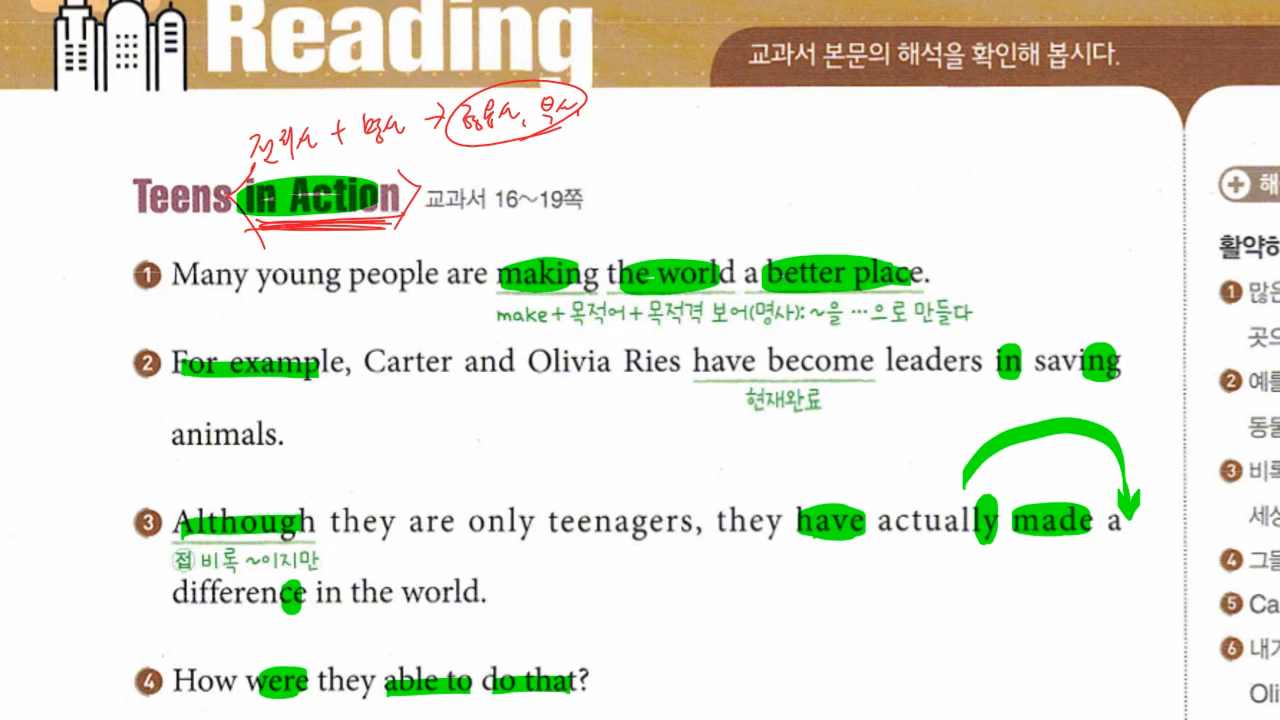 Reading
교과서 본문의 해석을 확인해 봅시다.
전치사 + 명사 → 형용사, 부사
Teens in Action 교과서 16~19쪽
해
활약하
1 Many young people are making the world a better place.
make+목적어+목적격 보어(명사): ~을 …으로 만들다
1 많은
곳으
2 For example, Carter and Olivia Ries have become leaders in saving
현재완료
animals.
2 예를
동물
3 Although they are only teenagers, they have actually made a
접 비록 ~이지만
difference in the world.
3 비록
세상
4 그들
5 Ca
4 How were they able to do that?
6 내가
Oli